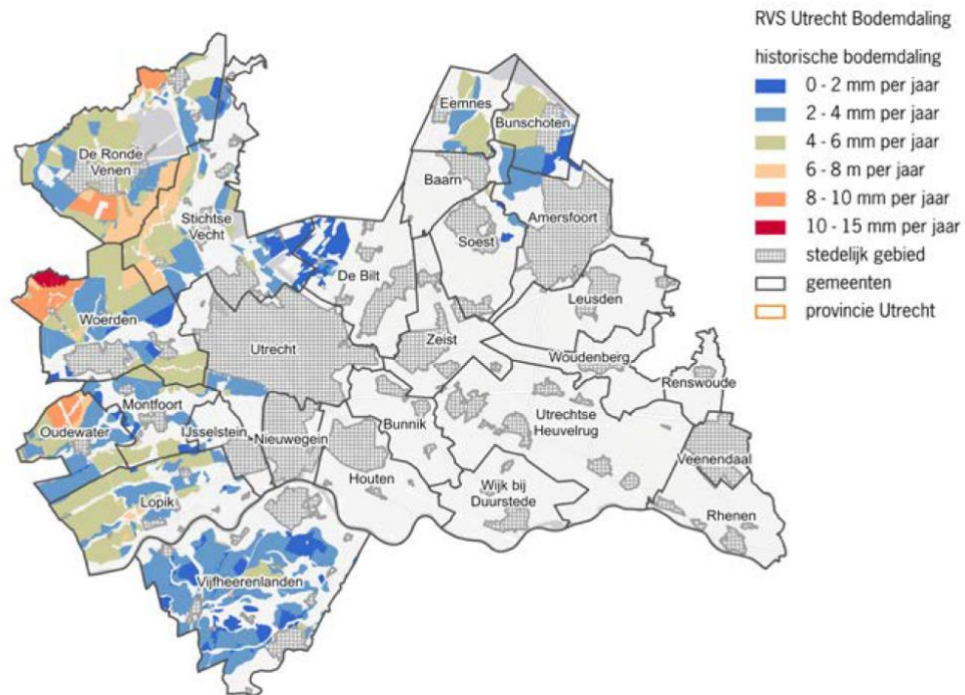 RVS Utrecht Bodemdaling
historische bodemdaling
0 - 2 mm per jaar
2 - 4 mm per jaar
4 - 6 mm per jaar
6 - 8 m per jaar
8 - 10 mm per jaar
10 - 15 mm per jaar
stedelijk gebied
gemeenten
provincie Utrecht
Eemnes
Bunschoten
De Ronde
Venen
Baarn
Stichtse
Vecht
Amersfoort
Soest
De Bilt
Leusden
Woerden
Utrecht
Zeist
Woudenberg
Renswoude
Montfoort
Oudewater
IJsselstein
Nieuwegein
Bunnik
Utrechtse
Heuvelrug
Veenendaal
Lopik
Houten
Wijk bij
Duurstede
Rhenen
Vijfheerenlanden